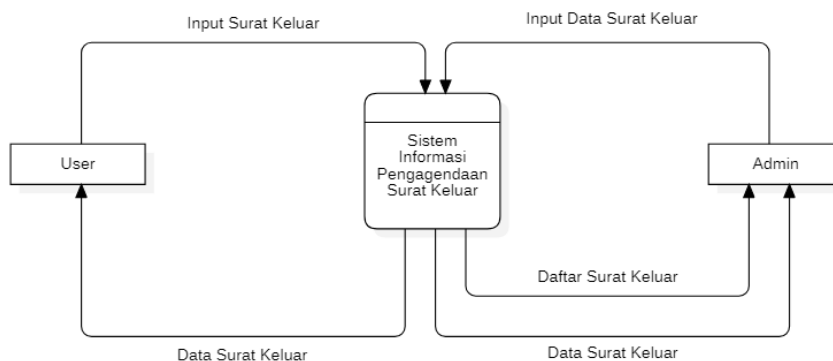 Input Surat Keluar
Input Data Surat Keluar
User
Sistem
Informasi
Pengagendaan
Surat Keluar
Admin
Daftar Surat Keluar
Data Surat Keluar
Data Surat Keluar